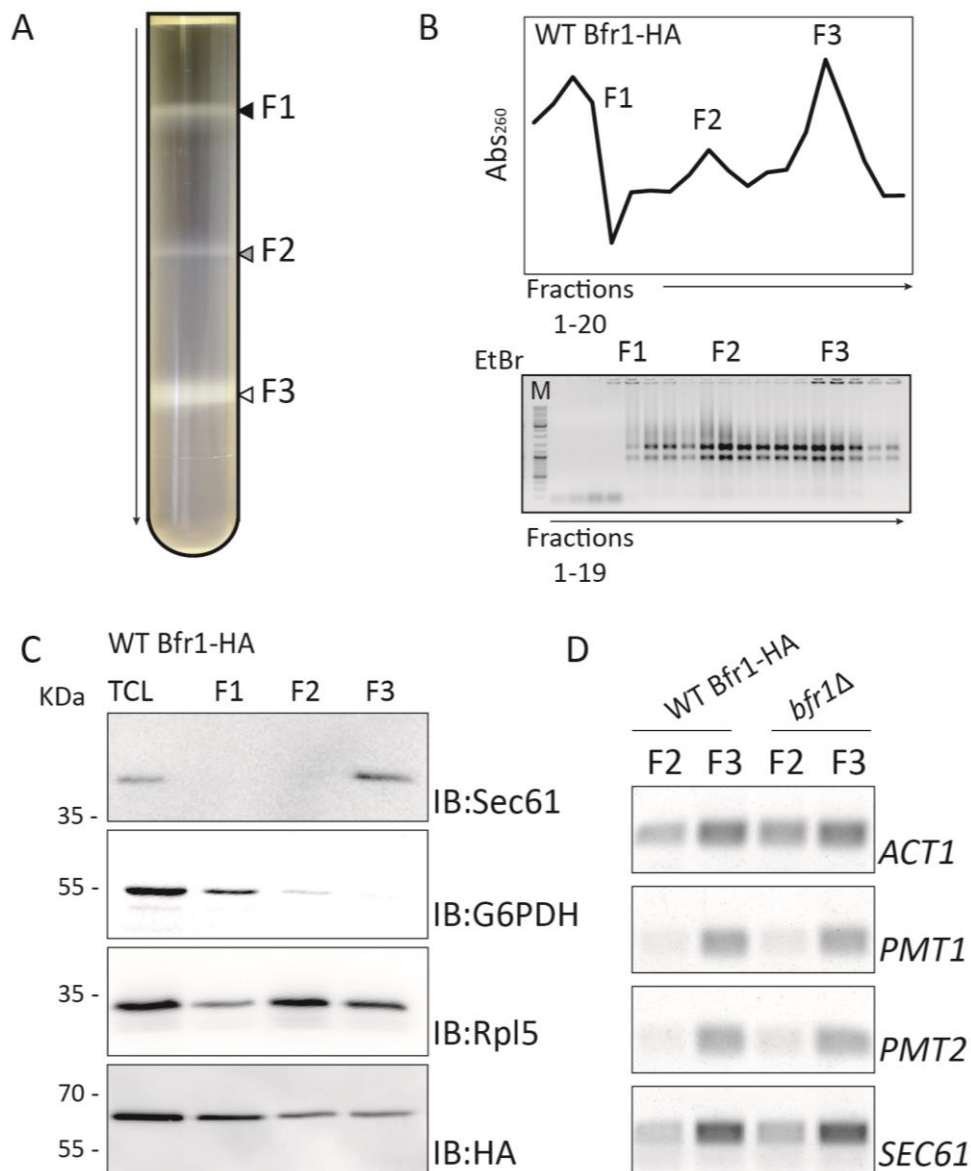 A
F1
F2
F3
B
WT Bfr1-HA
F1
F2
F3
Abs260
Fractions
1-20
EtBr
F1 F2 F3
M
Fractions
1-19
C
WT Bfr1-HA
KDa TCL F1 F2 F3
35 -
IB:Sec61
55 -
IB:G6PDH
35 -
IB:Rpl5
70 -
55 -
IB:HA
D
WT Bfr1-HA
bfr1Δ
F2 F3 F2 F3
ACT1
PMT1
PMT2
SEC61